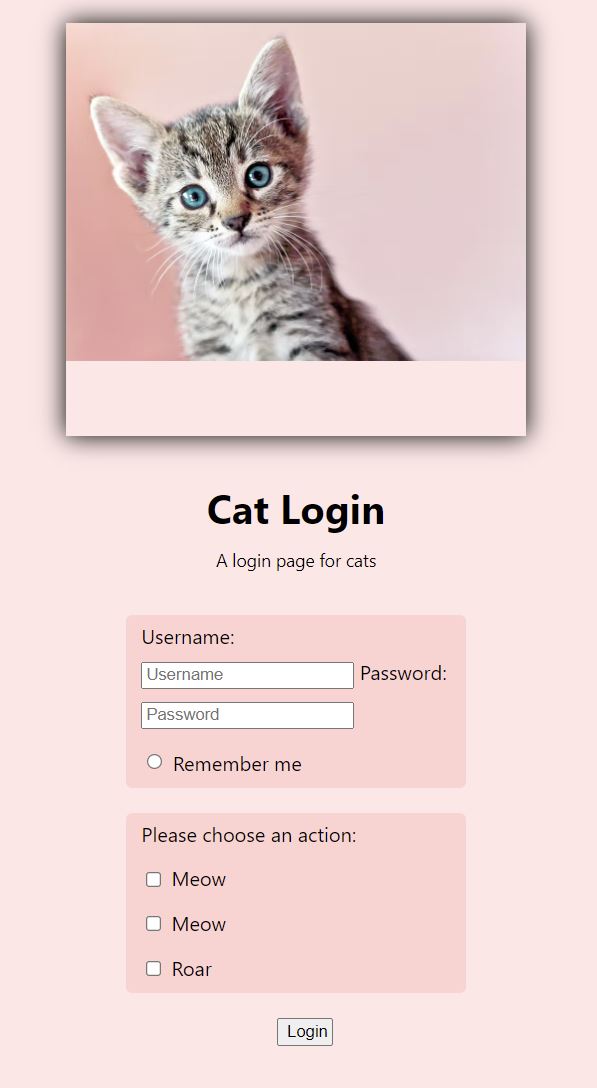 Cat Login
A login page for cats
Username:
Username Password:
Password
Remember me
Please choose an action:
Meow
Meow
Roar
Login